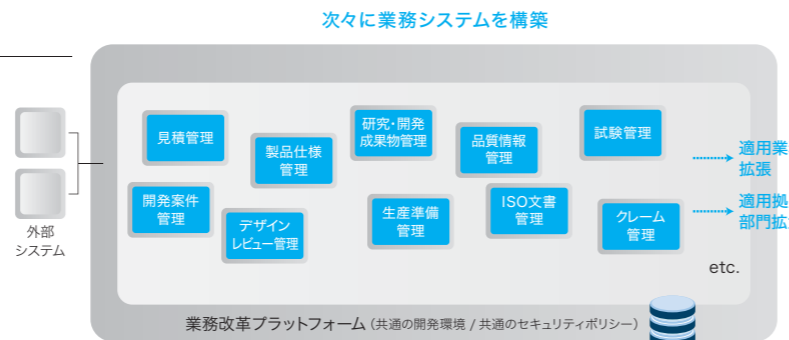 次々に業務システムを構築
見積管理
製品仕様
管理
研究・開発
成果物管理
品質情報
管理
試験管理
適用業
拡張
開発案件
管理
デザイン
レビュー管理
生産準備
管理
ISO文書
管理
クレーム
管理
適用拠
部門拡
外部
システム
etc.
業務改革プラットフォーム（共通の開発環境 / 共通のセキュリティポリシー）